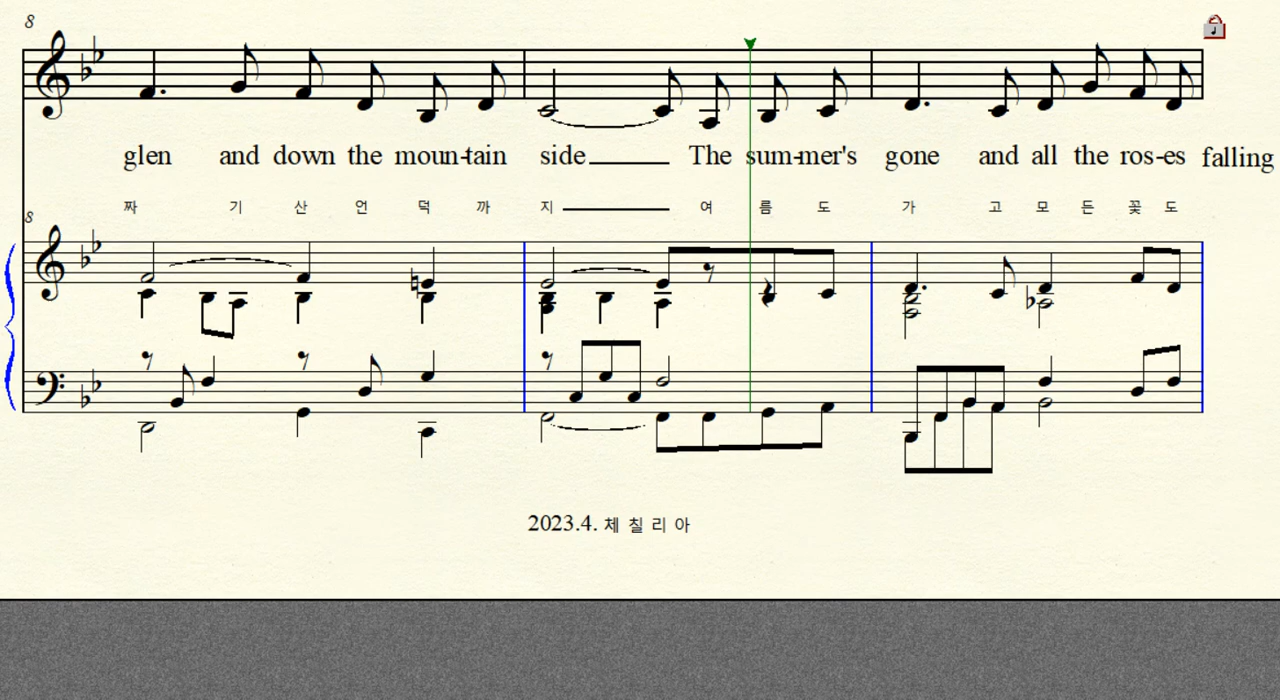 8
glen and down the moun-tain side The sum-mer's gone and all the ros-es falling
짜 기 산 언 덕 까 지 여 름 도 가 고 모 든 꽃 도
8
2023.4. 체 칠 리 아